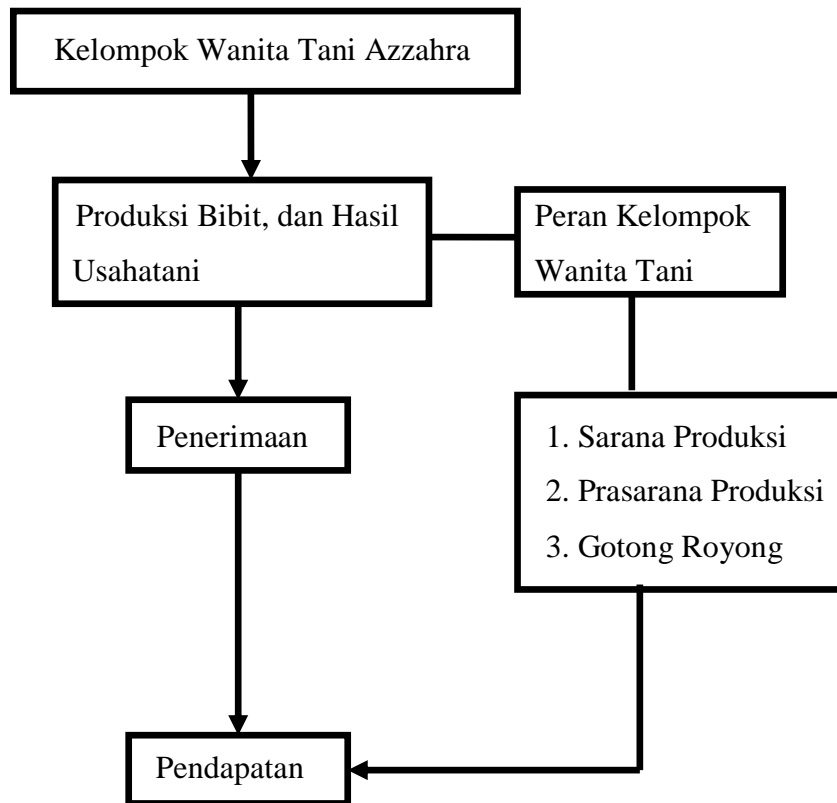 Kelompok Wanita Tani Azzahra
Produksi Bibit, dan Hasil
Usahatani
Peran Kelompok
Wanita Tani
Penerimaan
1. Sarana Produksi
2. Prasarana Produksi
3. Gotong Royong
Pendapatan